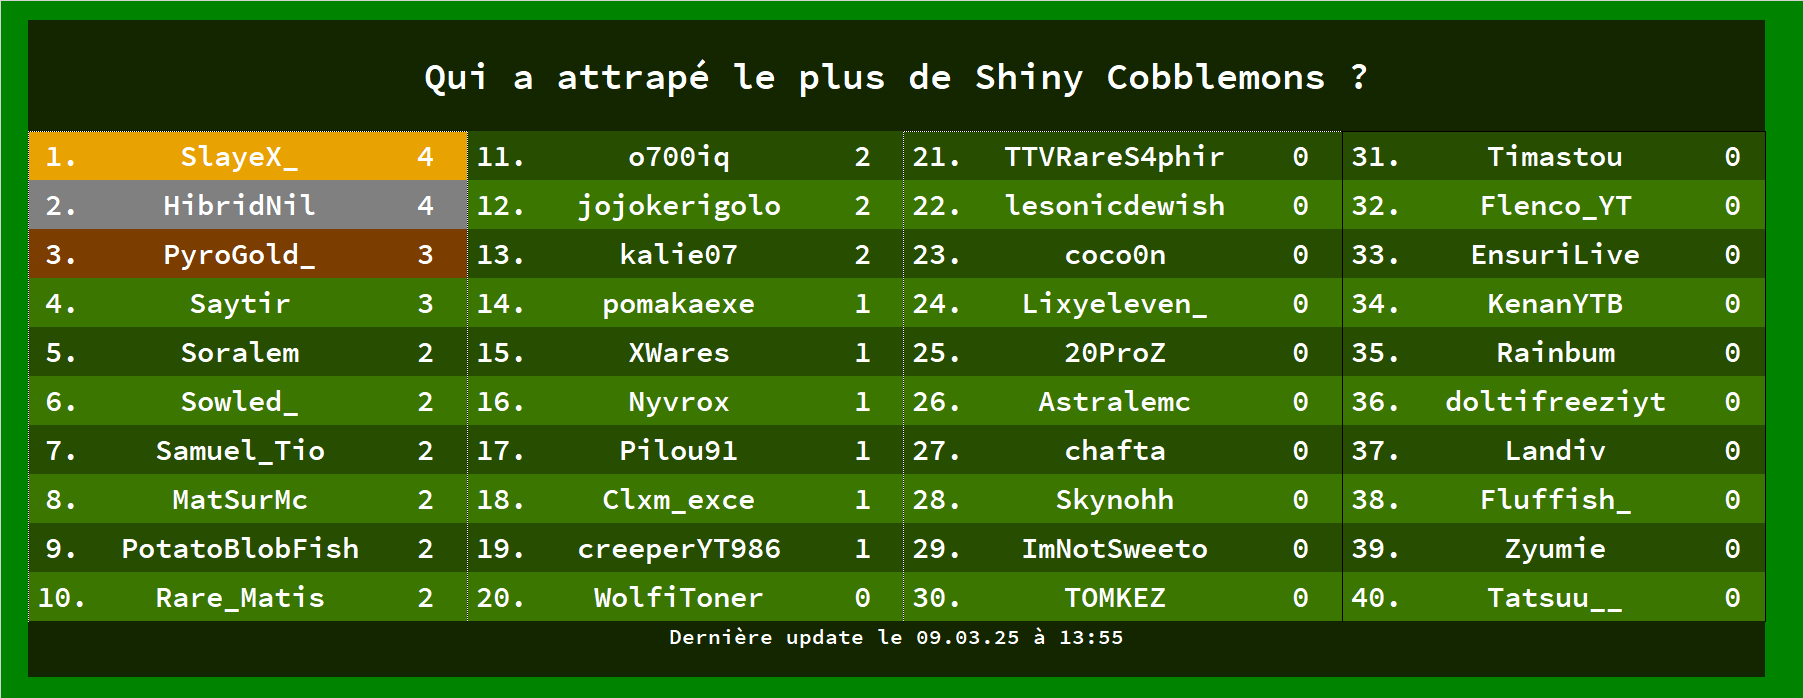 Qui a attrapé le plus de Shiny Cobblemons ?
1. SlayeX_ 4 11. o700iq 2 21. TTVRareS4phir 0 31. Timastou 0
2. HibridNil 4 12. jojokerigolo 2 22. lesonicdewish 0 32. Flenco_YT 0
3. PyroGold_ 3 13. kalie07 2 23. coco0n 0 33. EnsuriLive 0
4. Saytir 3 14. pomakaexe 1 24. Lixyeleven_ 0 34. KenanYTB 0
5. Soralem 2 15. XWares 1 25. 20ProZ 0 35. Rainbum 0
6. Sowled_ 2 16. Nyvrox 1 26. Astralemc 0 36. doltifreeziyt 0
7. Samuel_Tio 2 17. Pilou91 1 27. chafta 0 37. Landiv 0
8. MatSurMc 2 18. Clxm_exce 1 28. Skynohh 0 38. Fluffish_ 0
9. PotatoBlobFish 2 19. creeperYT986 1 29. ImNotSweeto 0 39. Zyumie 0
10. Rare_Matis 2 20. WolfiToner 0 30. TOMKEZ 0 40. Tatsuu__ 0
Dernière update le 09.03.25 à 13:55